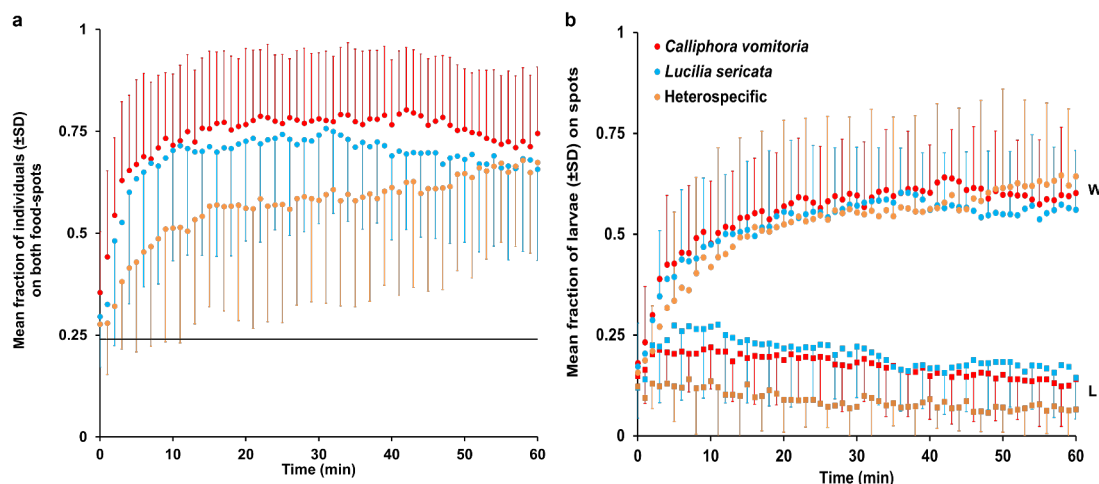 a
Mean fraction of individuals (±SD)
on both food-spots
1
0.75
0.5
0.25
0
0 10 20 30 40 50 60
Time (min)
b
Mean fraction of larvae (±SD) on spots
1
0.75
0.5
0.25
0
Calliphora vomitoria
Lucilia sericata
Heterospecific
W
L
0 10 20 30 40 50 60
Time (min)